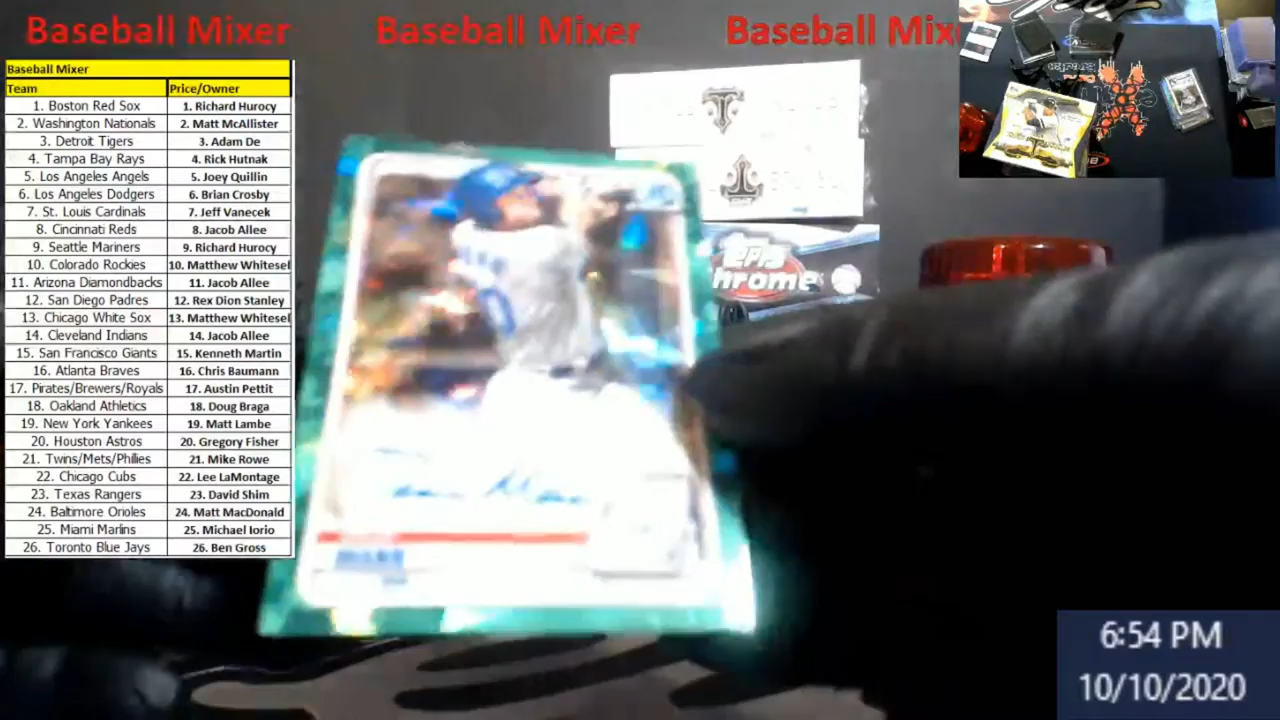 Baseball Mixer Baseball Mixer Baseball Mix
Baseball Mixer
Team Price/Owner
1. Boston Red Sox 1. Richard Hurocy
2. Washington Nationals 2. Matt McAllister
3. Detroit Tigers 3. Adam De
4. Tampa Bay Rays 4. Rick Hutnak
5. Los Angeles Angels 5. Joey Quillin
6. Los Angeles Dodgers 6. Brian Crosby
7. St. Louis Cardinals 7. Jeff Vanecek
8. Cincinnati Reds 8. Jacob Allee
9. Seattle Mariners 9. Richard Hurocy
10. Colorado Rockies 10. Matthew Whitesel
11. Arizona Diamondbacks 11. Jacob Allee
12. San Diego Padres 12. Rex Dion Stanley
13. Chicago White Sox 13. Matthew Whitesel
14. Cleveland Indians 14. Jacob Allee
15. San Francisco Giants 15. Kenneth Martin
16. Atlanta Braves 16. Chris Baumann
17. Pirates/Brewers/Royals 17. Austin Pettit
18. Oakland Athletics 18. Doug Braga
19. New York Yankees 19. Matt Lambe
20. Houston Astros 20. Gregory Fisher
21. Twins/Mets/Phillies 21. Mike Rowe
22. Chicago Cubs 22. Lee LaMontage
23. Texas Rangers 23. David Shim
24. Baltimore Orioles 24. Matt MacDonald
25. Miami Marlins 25. Michael Iorio
26. Toronto Blue Jays 26. Ben Gross
Topps
Chrome
6:54 PM
10/10/2020